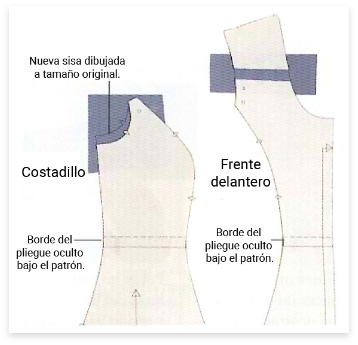 Nueva sisa dibujada
a tamaño original.
Costadillo
Frente
delantero
Borde del
pliegue oculto
bajo el patrón.
Borde del
pliegue oculto
bajo el patrón.